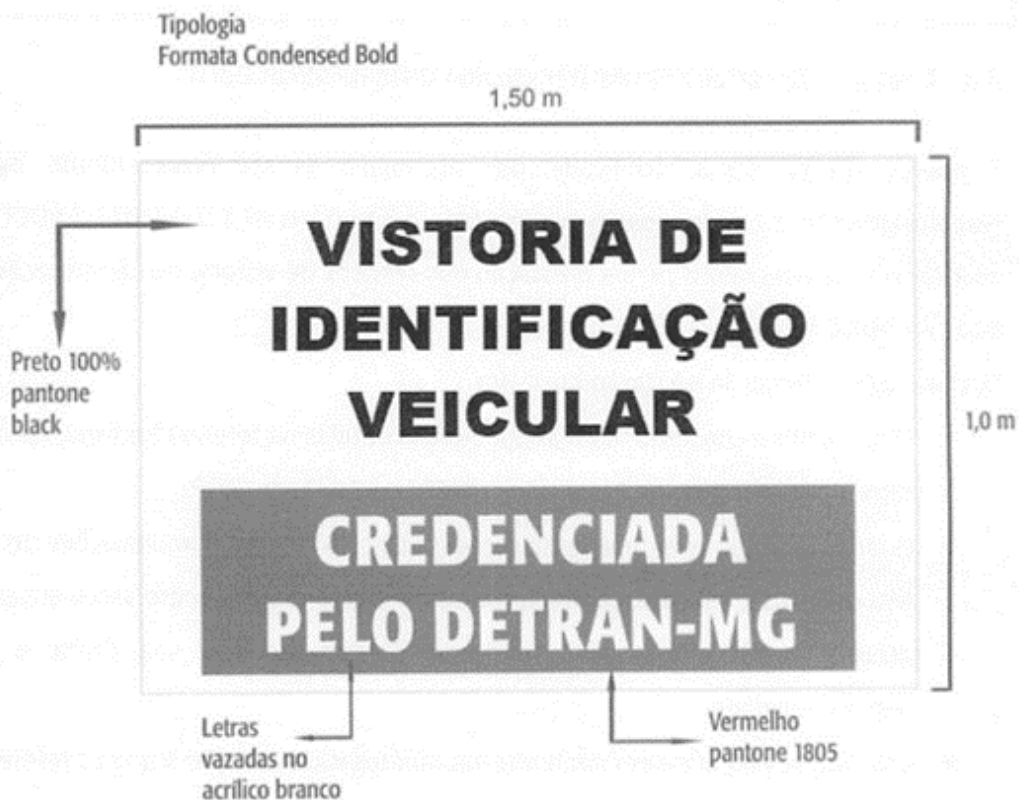 Tipologia
Formata Condensed Bold
1,50 m
VISTORIA DE
IDENTIFICAÇÃO
VEICULAR
Preto 100%
pantone
black
1,0 m
CREDENCIADA
PELO DETRAN-MG
Letras
vazadas no
acrílico branco
Vermelho
pantone 1805